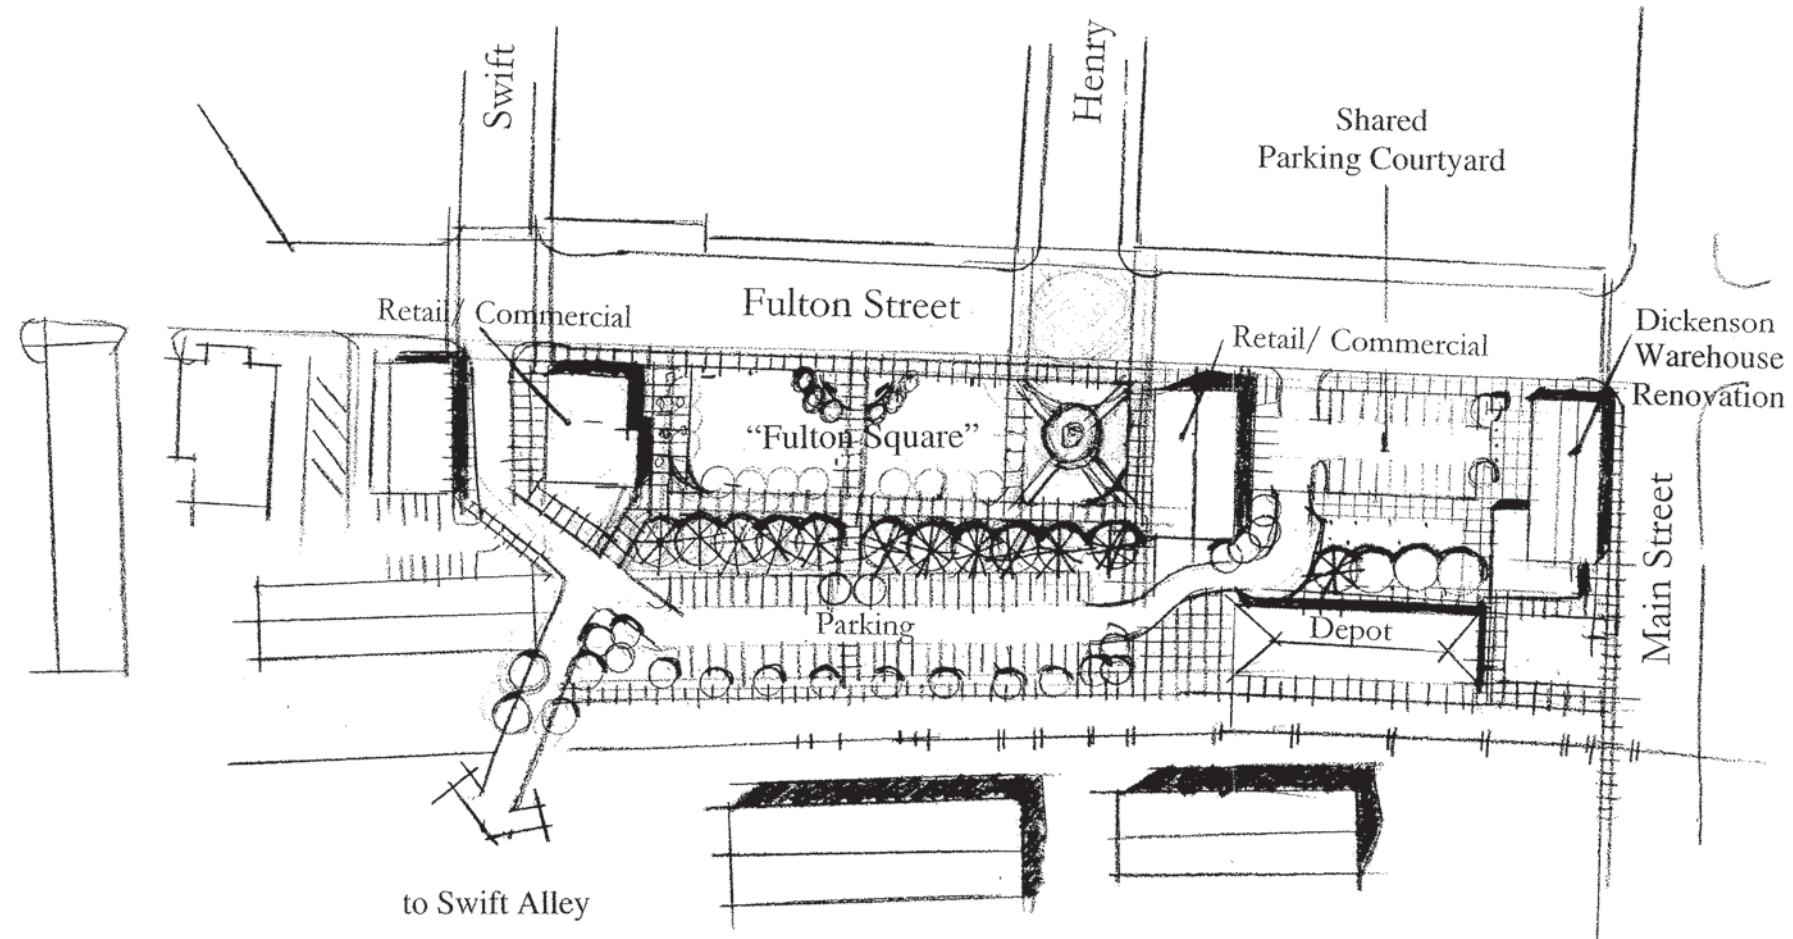 Swift
Henry
Shared
Parking Courtyard
Fulton Street
Retail/ Commercial
Retail/ Commercial
Dickenson
Warehouse
Renovation
“Fulton Square”
Main Street
Parking
Depot
to Swift Alley